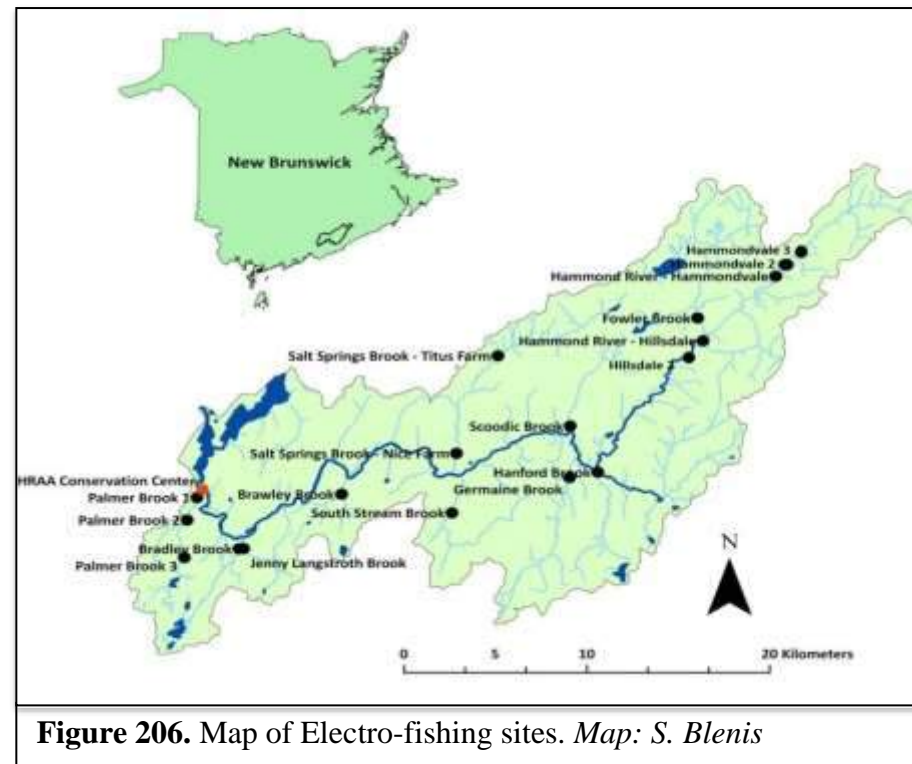 New Brunswick
Hammondvale 3
Hammondvale 2
Hammond River - Hammondvale
Fowler Brook
Hammond River - Hillsdale
Hillsdale 2
Salt Springs Brook - Titus Farm
Scoodic Brook
Salt Springs Brook - Nice Farm
Hanford Brook
HRAA Conservation Center
Germaine Brook
Palmer Brook 1
Brawley Brook
South Stream Brook
Palmer Brook 2
Bradley Brook
Palmer Brook 3
Jenny Langstroth Brook
N
0 5 10 20 Kilometers
Figure 206. Map of Electro-fishing sites. Map: S. Blenis